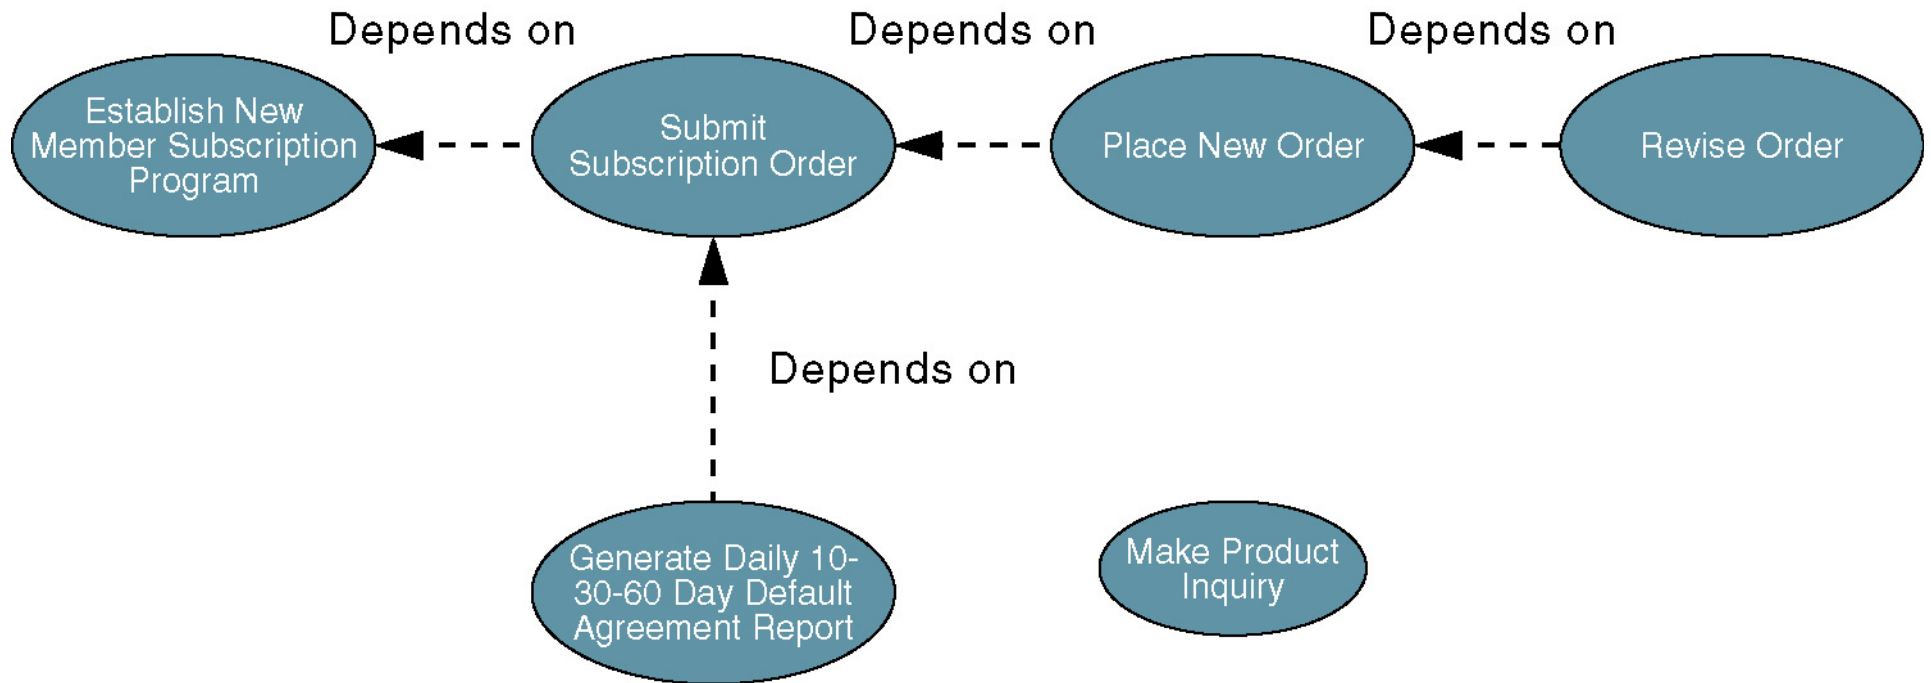 Depends on
Depends on
Depends on
Establish New
Member Subscription
Program
Submit
Subscription Order
Place New Order
Revise Order
Depends on
Generate Daily 10-
30-60 Day Default
Agreement Report
Make Product
Inquiry